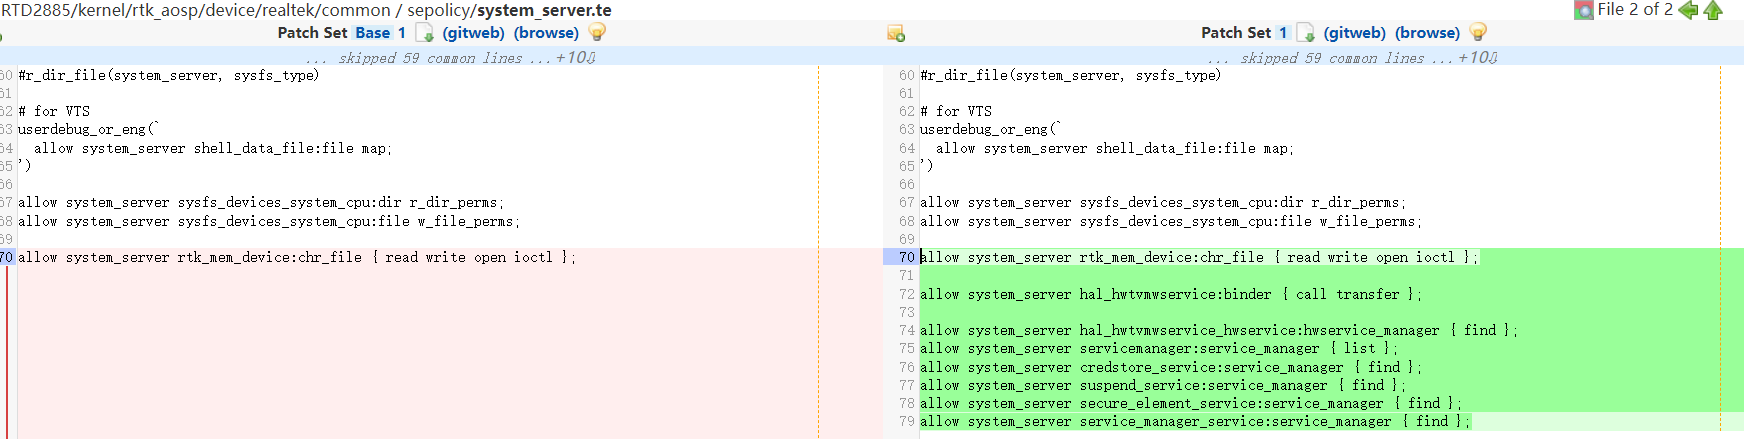 RTD2885/kernel/rtk_aosp/device/realtek/common / sepolicy/system_server.te
File 2 of 2
Patch Set Base 1 (gitweb) (browse)
Patch Set 1 (gitweb) (browse)
... skipped 59 common lines ...+10⇩
... skipped 59 common lines ...+10⇩
60 #r_dir_file(system_server, sysfs_type)
61
62 # for VTS
63 userdebug_or_eng(`
64 allow system_server shell_data_file:file map;
65 ')
66
67 allow system_server sysfs_devices_system_cpu:dir r_dir_perms;
68 allow system_server sysfs_devices_system_cpu:file w_file_perms;
69
70 allow system_server rtk_mem_device:chr_file { read write open ioctl };
60 #r_dir_file(system_server, sysfs_type)
61
62 # for VTS
63 userdebug_or_eng(`
64 allow system_server shell_data_file:file map;
65 ')
66
67 allow system_server sysfs_devices_system_cpu:dir r_dir_perms;
68 allow system_server sysfs_devices_system_cpu:file w_file_perms;
69
70 allow system_server rtk_mem_device:chr_file { read write open ioctl };
71
72 allow system_server hal_hwtvmwservice:binder { call transfer };
73
74 allow system_server hal_hwtvmwservice_hwservice:hwservice_manager { find };
75 allow system_server servicemanager:service_manager { list };
76 allow system_server credstore_service:service_manager { find };
77 allow system_server suspend_service:service_manager { find };
78 allow system_server secure_element_service:service_manager { find };
79 allow system_server service_manager_service:service_manager { find };